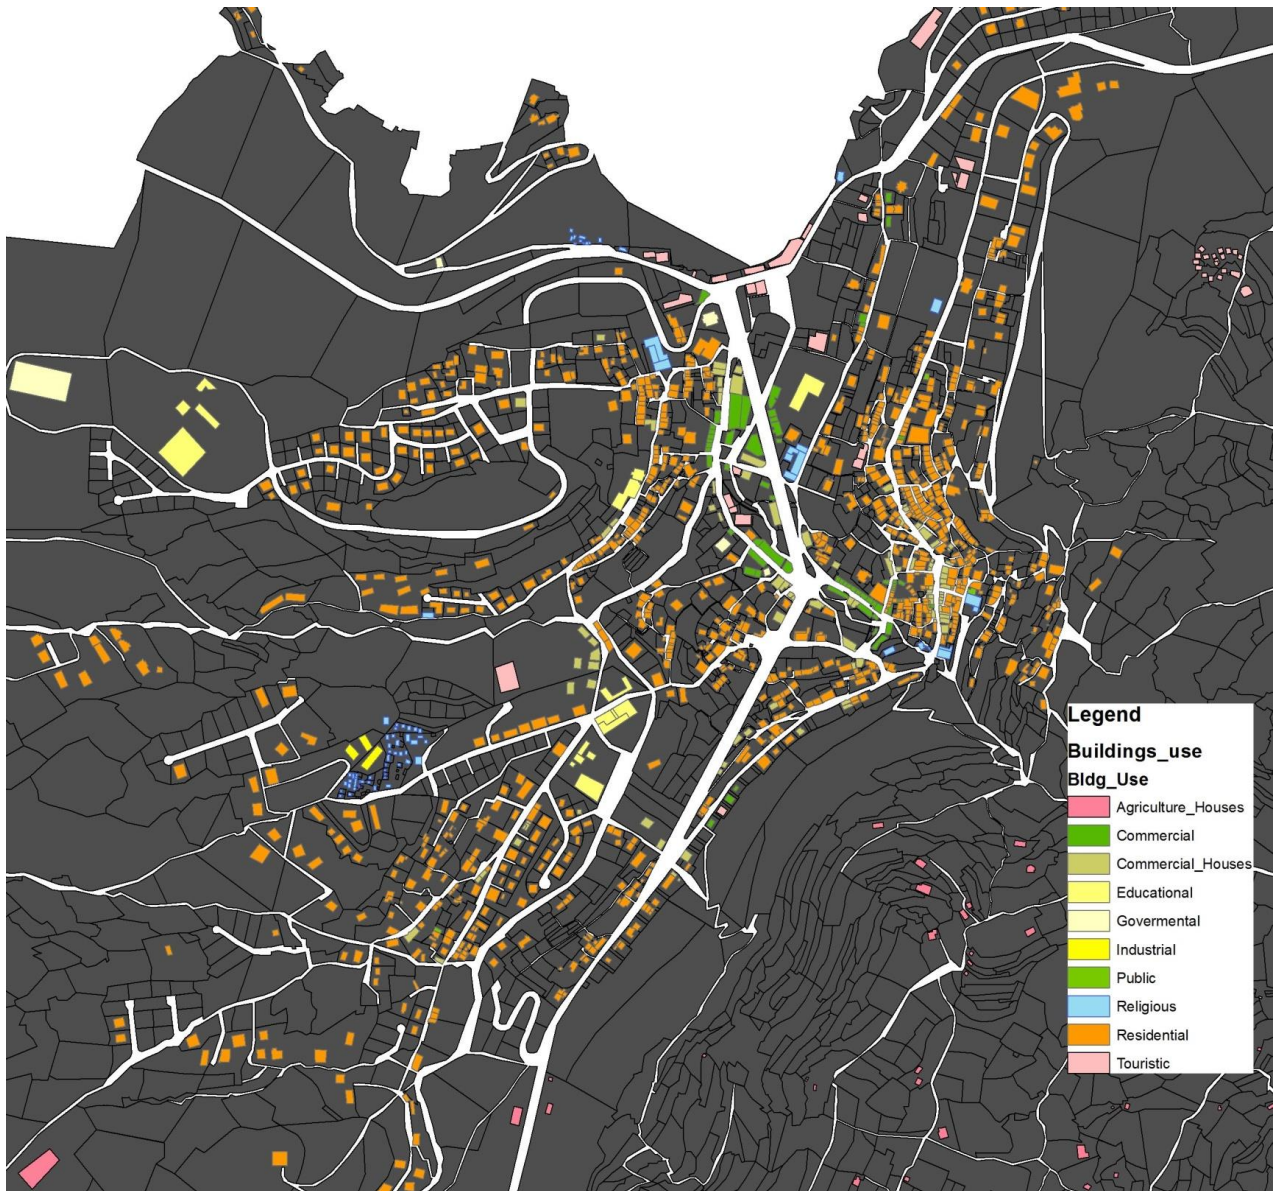 Legend
Buildings_use
Bldg_Use
Agriculture_Houses
Commercial
Commercial_Houses
Educational
Govermental
Industrial
Public
Religious
Residential
Touristic